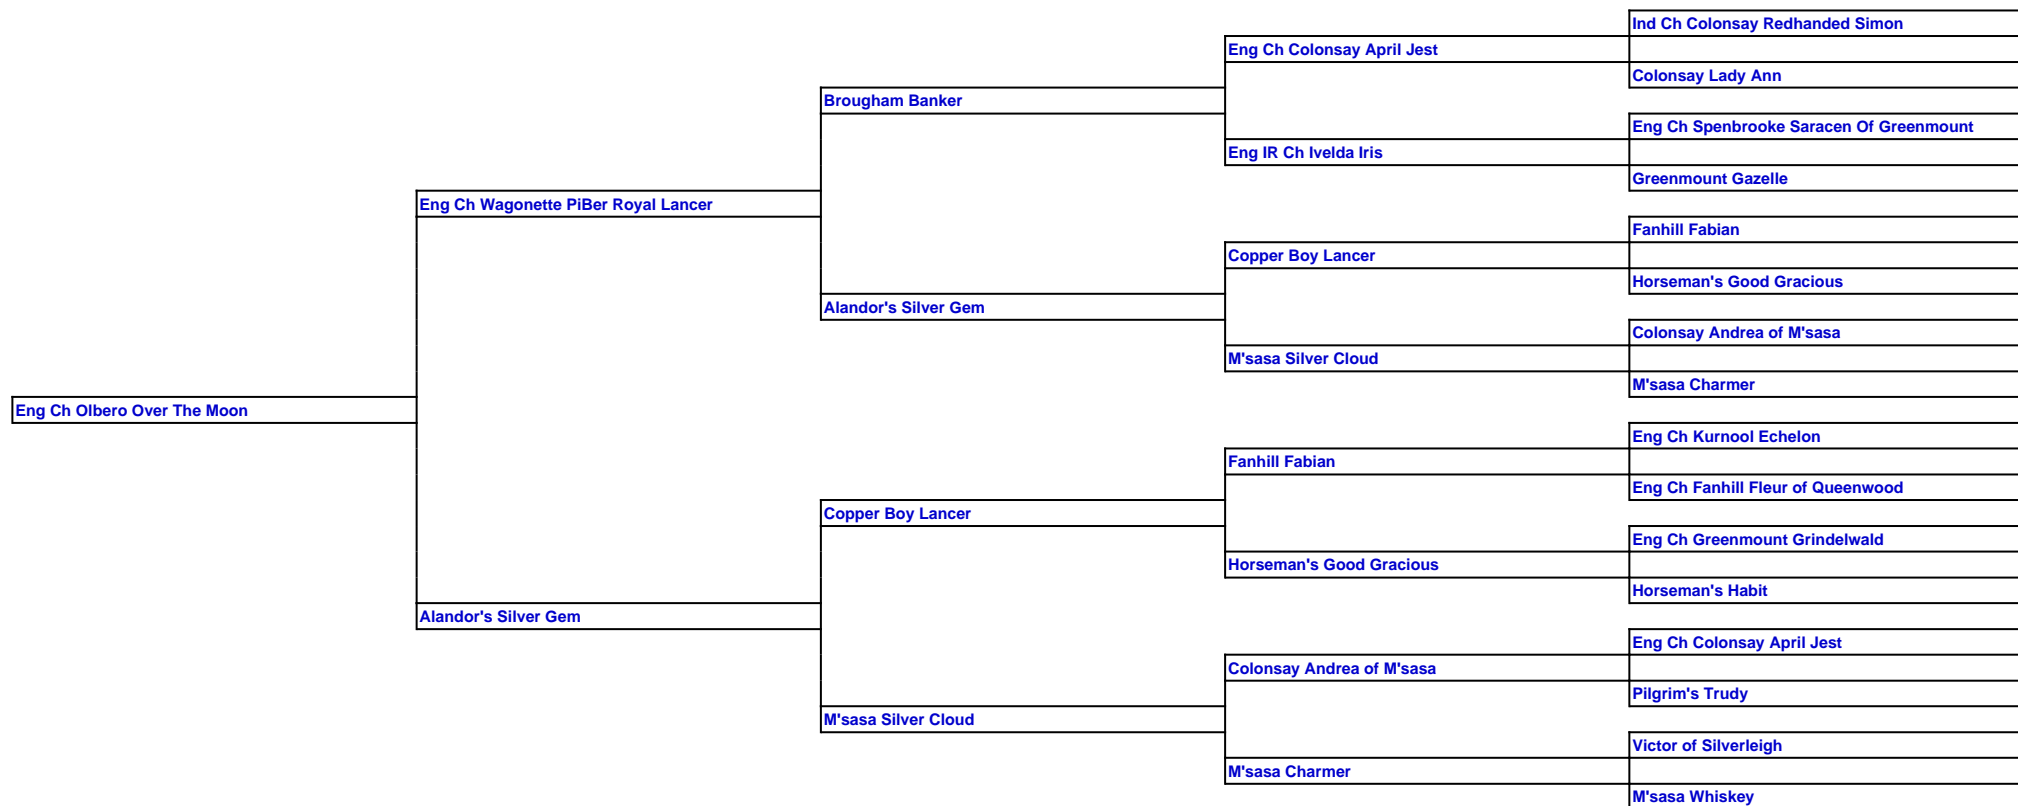 Ind Ch Colonsay Redhanded Simon
Eng Ch Colonsay April Jest
Colonsay Lady Ann
Brougham Banker
Eng Ch Spenbrooke Saracen Of Greenmount
Eng IR Ch Ivelda Iris
Greenmount Gazelle
Eng Ch Wagonette PiBer Royal Lancer
Fanhill Fabian
Copper Boy Lancer
Horseman's Good Gracious
Alandor's Silver Gem
Colonsay Andrea of M'sasa
M'sasa Silver Cloud
M'sasa Charmer
Eng Ch Olbero Over The Moon
Eng Ch Kurnool Echelon
Fanhill Fabian
Eng Ch Fanhill Fleur of Queenwood
Copper Boy Lancer
Eng Ch Greenmount Grindelwald
Horseman's Good Gracious
Horseman's Habit
Alandor's Silver Gem
Eng Ch Colonsay April Jest
Colonsay Andrea of M'sasa
Pilgrim's Trudy
M'sasa Silver Cloud
Victor of Silverleigh
M'sasa Charmer
M'sasa Whiskey